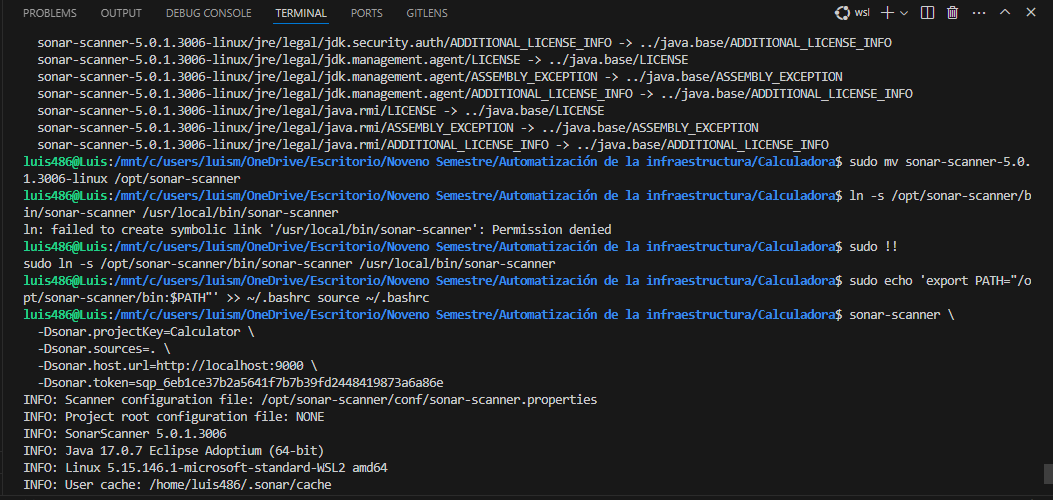 PROBLEMS OUTPUT DEBUG CONSOLE TERMINAL PORTS GITLENS wsl
sonar-scanner-5.0.1.3006-linux/jre/legal/jdk.security.auth/ADDITIONAL_LICENSE_INFO -> ../java.base/ADDITIONAL_LICENSE_INFO
sonar-scanner-5.0.1.3006-linux/jre/legal/jdk.management.agent/LICENSE -> ../java.base/LICENSE
sonar-scanner-5.0.1.3006-linux/jre/legal/jdk.management.agent/ASSEMBLY_EXCEPTION -> ../java.base/ASSEMBLY_EXCEPTION
sonar-scanner-5.0.1.3006-linux/jre/legal/jdk.management.agent/ADDITIONAL_LICENSE_INFO -> ../java.base/ADDITIONAL_LICENSE_INFO
sonar-scanner-5.0.1.3006-linux/jre/legal/java.rmi/LICENSE -> ../java.base/LICENSE
sonar-scanner-5.0.1.3006-linux/jre/legal/java.rmi/ASSEMBLY_EXCEPTION -> ../java.base/ASSEMBLY_EXCEPTION
sonar-scanner-5.0.1.3006-linux/jre/legal/java.rmi/ADDITIONAL_LICENSE_INFO -> ../java.base/ADDITIONAL_LICENSE_INFO
luis486@Luis:/mnt/c/users/luism/OneDrive/Escritorio/Noveno Semestre/Automatización de la infraestructura/Calculadora$ sudo mv sonar-scanner-5.0.
1.3006-linux /opt/sonar-scanner
luis486@Luis:/mnt/c/users/luism/OneDrive/Escritorio/Noveno Semestre/Automatización de la infraestructura/Calculadora$ ln -s /opt/sonar-scanner/b
in/sonar-scanner /usr/local/bin/sonar-scanner
ln: failed to create symbolic link '/usr/local/bin/sonar-scanner': Permission denied
luis486@Luis:/mnt/c/users/luism/OneDrive/Escritorio/Noveno Semestre/Automatización de la infraestructura/Calculadora$ sudo !!
sudo ln -s /opt/sonar-scanner/bin/sonar-scanner /usr/local/bin/sonar-scanner
luis486@Luis:/mnt/c/users/luism/OneDrive/Escritorio/Noveno Semestre/Automatización de la infraestructura/Calculadora$ sudo echo 'export PATH="/o
pt/sonar-scanner/bin:$PATH"' >> ~/.bashrc source ~/.bashrc
luis486@Luis:/mnt/c/users/luism/OneDrive/Escritorio/Noveno Semestre/Automatización de la infraestructura/Calculadora$ sonar-scanner \
-Dsonar.projectKey=Calculator \
-Dsonar.sources=. \
-Dsonar.host.url=http://localhost:9000 \
-Dsonar.token=sqp_6eb1ce37b2a5641f7b7b39fd2448419873a6a86e
INFO: Scanner configuration file: /opt/sonar-scanner/conf/sonar-scanner.properties
INFO: Project root configuration file: NONE
INFO: SonarScanner 5.0.1.3006
INFO: Java 17.0.7 Eclipse Adoptium (64-bit)
INFO: Linux 5.15.146.1-microsoft-standard-WSL2 amd64
INFO: User cache: /home/luis486/.sonar/cache